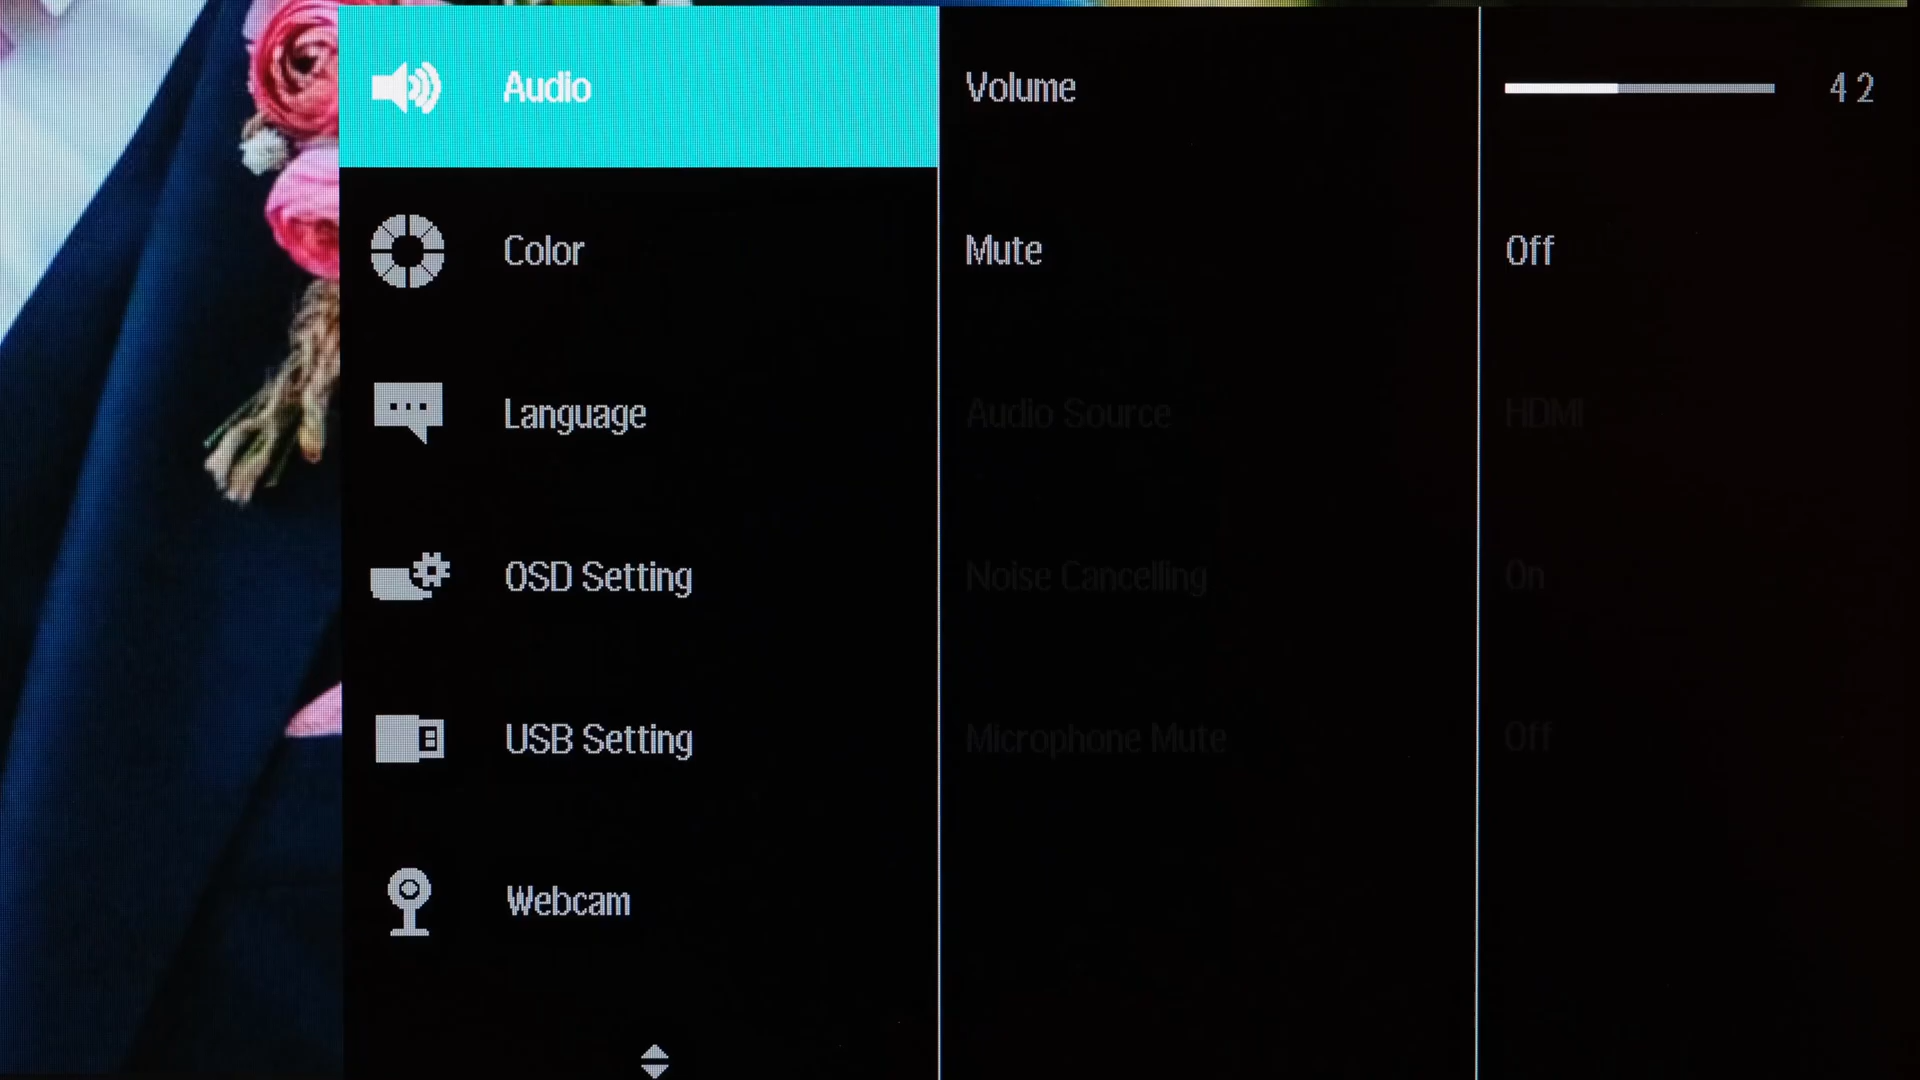 Audio Volume 42
Color Mute Off
Language Audio Source HDMI
OSD Setting Noise Cancelling On
USB Setting Microphone Mute Off
Webcam